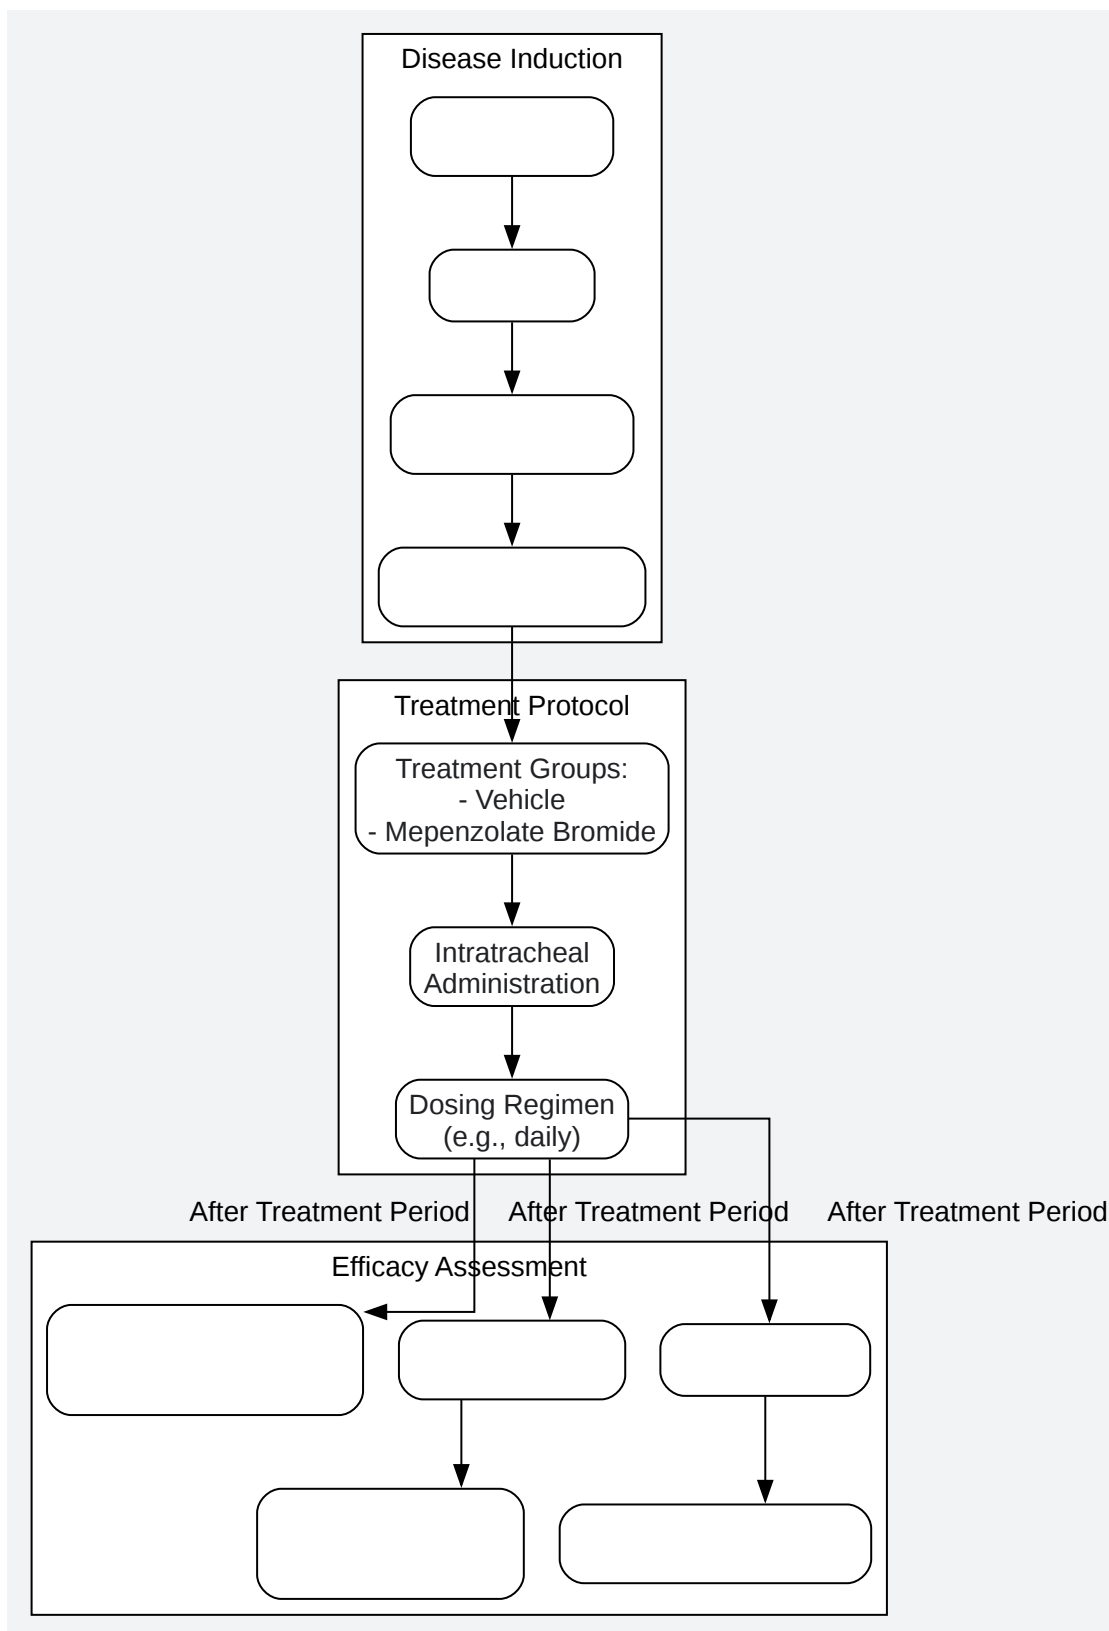 Disease Induction
Treatment Protocol
Treatment Groups:
- Vehicle
- Mepenzolate Bromide
Intratracheal
Administration
Dosing Regimen
(e.g., daily)
After Treatment Period
After Treatment Period
After Treatment Period
Efficacy Assessment